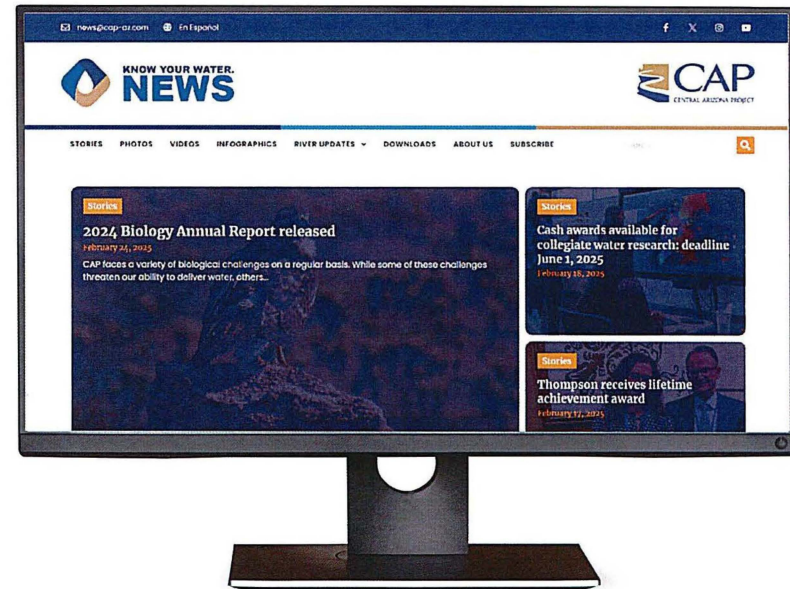 news@cap-az.com En Español
KNOW YOUR WATER.
NEWS
CAP
CENTRAL ARIZONA PROJECT
STORIES PHOTOS VIDEOS INFOGRAPHICS RIVER UPDATES DOWNLOADS ABOUT US SUBSCRIBE
Stories
2024 Biology Annual Report released
February 24, 2025
CAP faces a variety of biological challenges on a regular basis. While some of these challenges
threaten our ability to deliver water, others...
Stories
Cash awards available for
collegiate water research: deadline
June 1, 2025
February 18, 2025
Stories
Thompson receives lifetime
achievement award
February 17, 2025